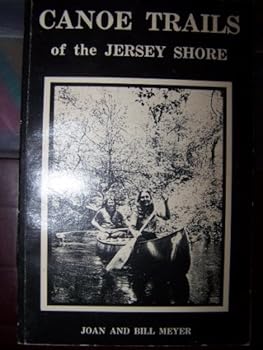 CANOE TRAILS
of the JERSEY SHORE
JOAN AND BILL MEYER